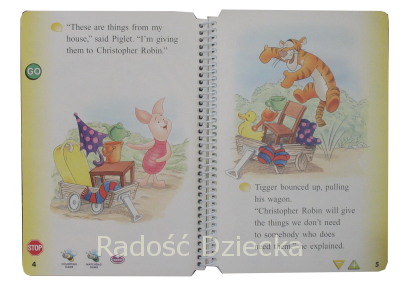 "These are things from my
house," said Piglet. "I'm giving
them to Christopher Robin."
GO
STOP
4
Tigger bounced up, pulling
his wagon.
"Christopher Robin will give
the things we don't need
to somebody who does
need them," he explained.
5
Radość Dziecka